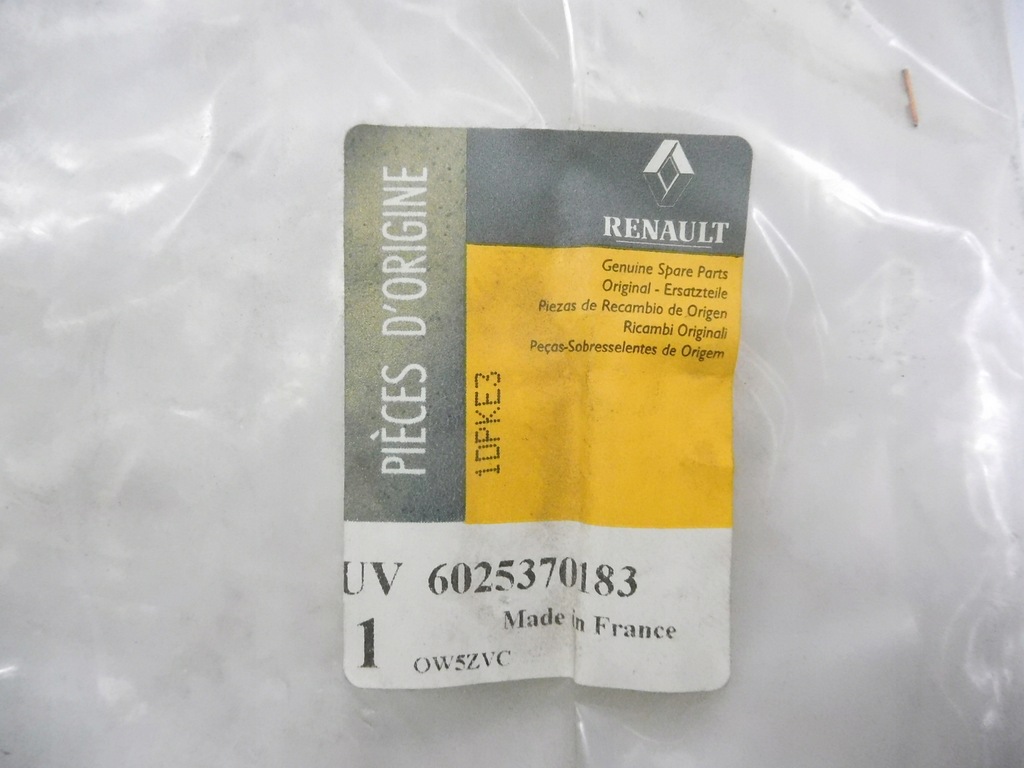 PIÈCES D'ORIGINE
RENAULT
Genuine Spare Parts
Original - Ersatzteile
Piezas de Recambio de Origen
Ricambi Originali
Peças-Sobresselentes de Origem
1DPKE3
UV 6025370183
Made in France
1 OW5ZVC